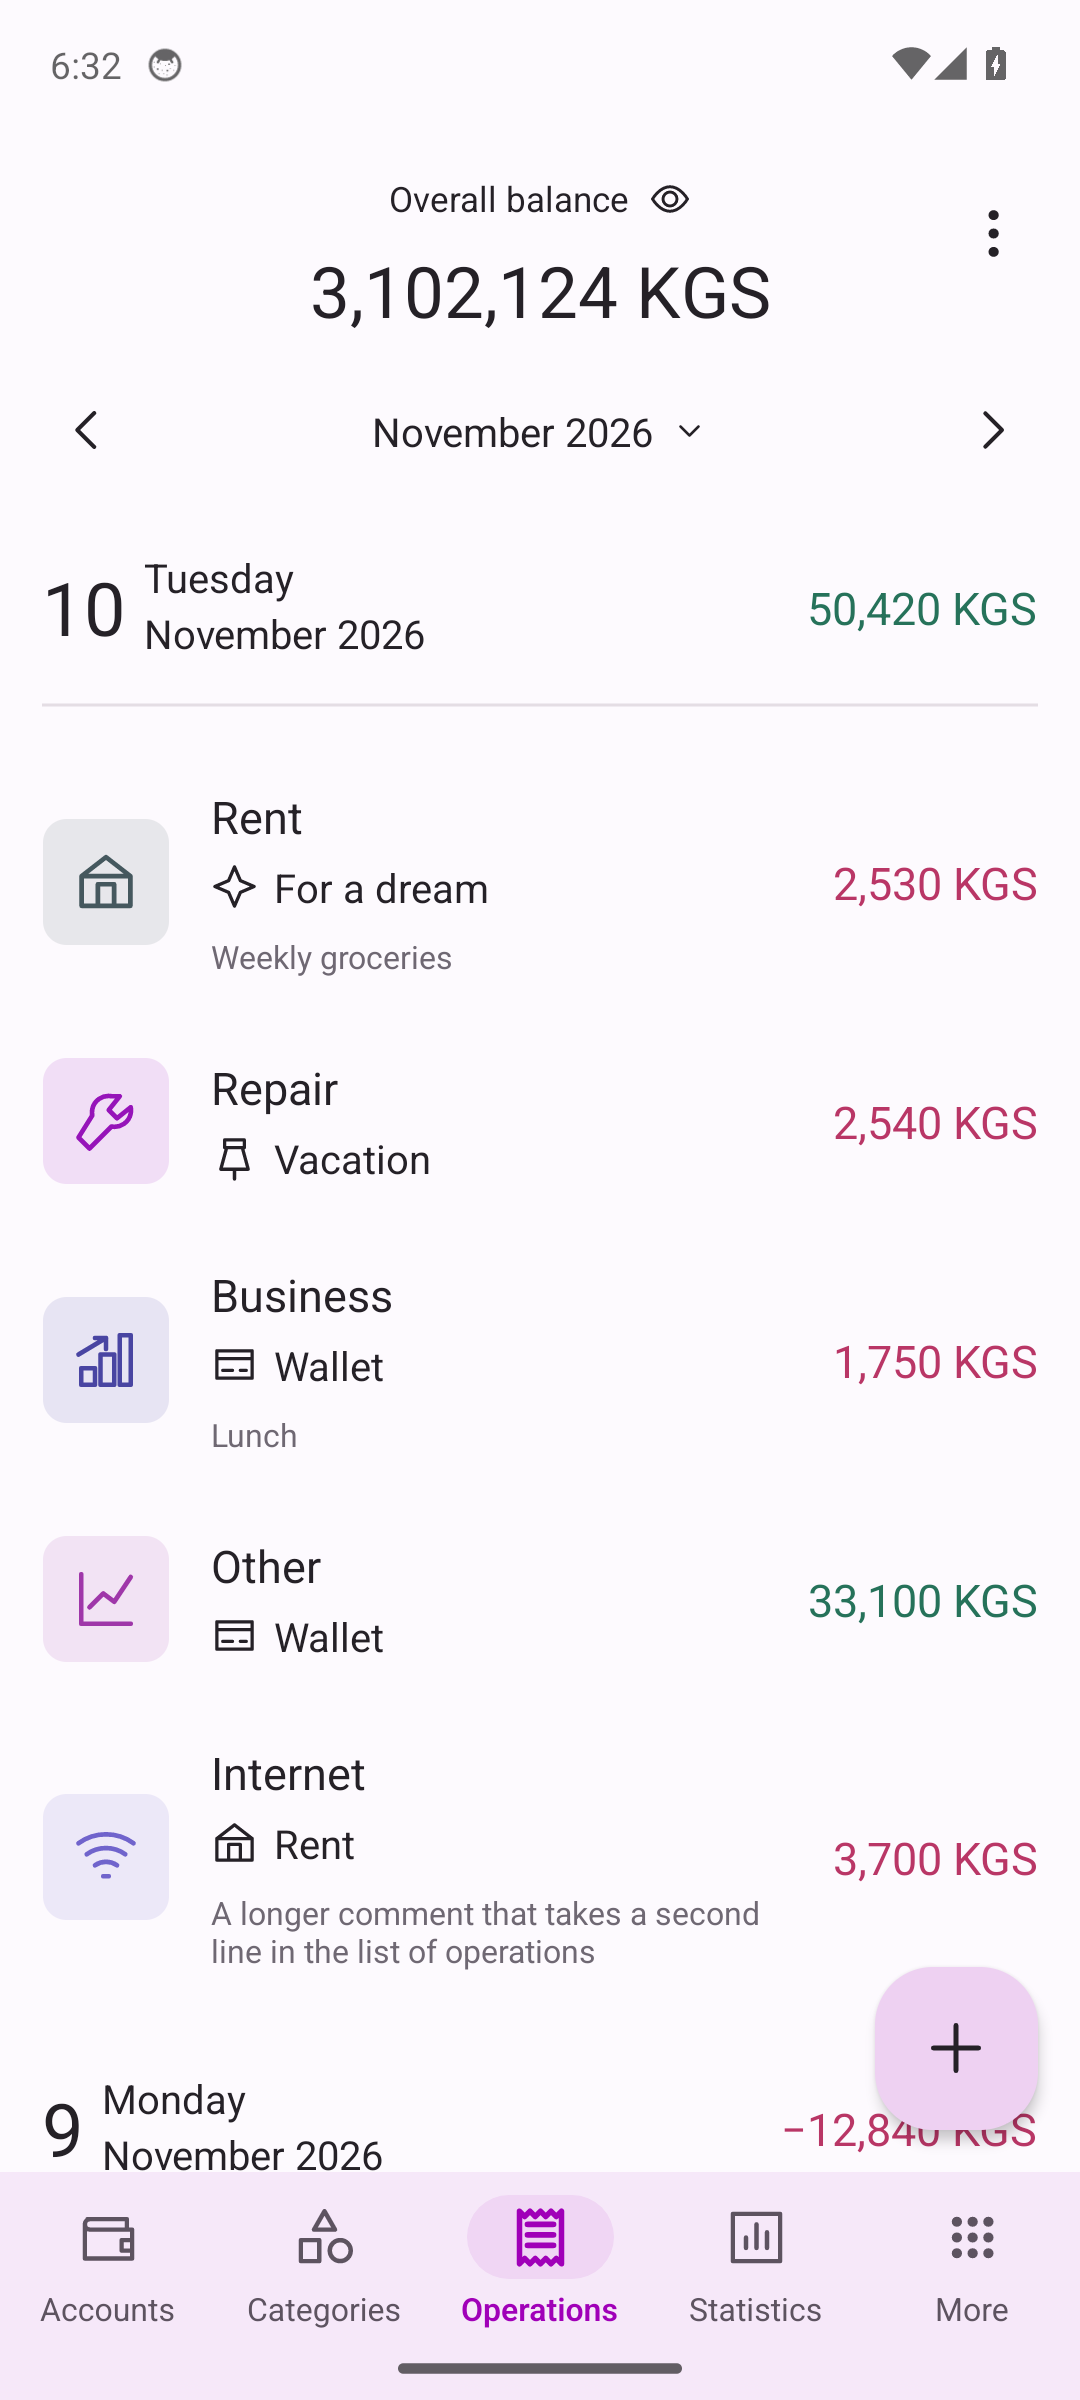 6:32
Overall balance
3,102,124 KGS
November 2026
10
Tuesday
November 2026
50,420 KGS
Rent
For a dream
Weekly groceries
2,530 KGS
Repair
Vacation
2,540 KGS
Business
Wallet
Lunch
1,750 KGS
Other
Wallet
33,100 KGS
Internet
Rent
A longer comment that takes a second
line in the list of operations
3,700 KGS
9
Monday
November 2026
−12,840 KGS
Accounts
Categories
Operations
Statistics
More